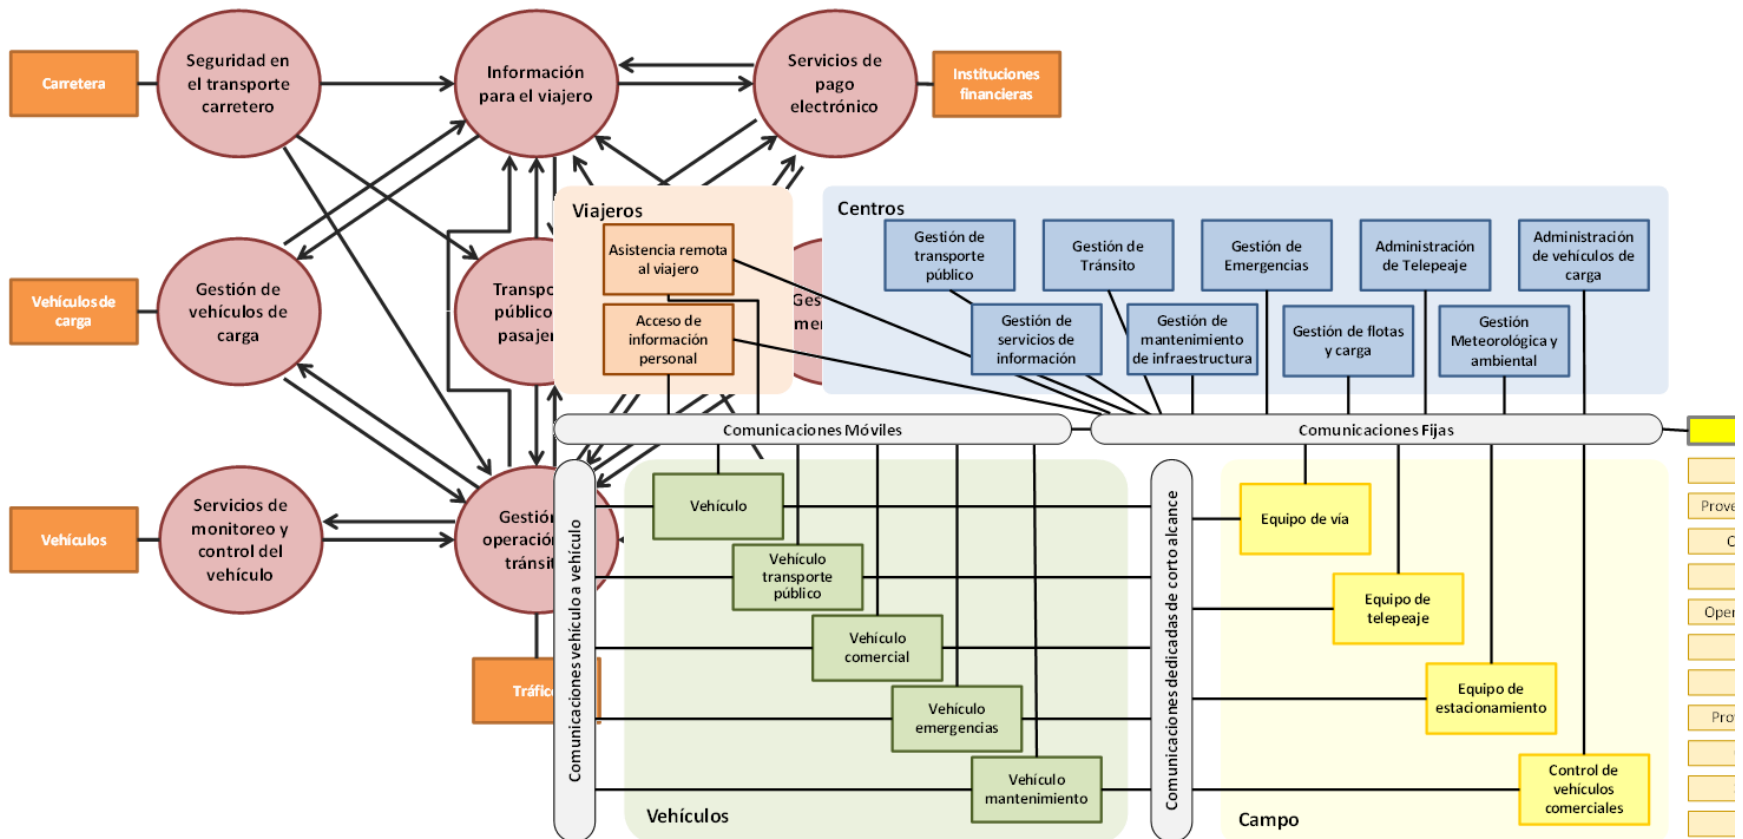 Carretera
Seguridad en
el transporte
carretero
Información
para el viajero
Servicios de
pago
electrónico
Instituciones
financieras
Vehículos de
carga
Gestión de
vehículos de
carga
Vehículos
Servicios de
monitoreo y
control del
vehículo
público
Gestión
operación
Viajeros
Asistencia remota
al viajero
Acceso de
información
personal
Centros
Gestión de
transporte
público
Gestión de
Tránsito
Gestión de
Emergencias
Administración
de Telepeaje
Administración
de vehículos de
carga
Gestión de
servicios de
información
Gestión de
mantenimiento
de infraestructura
Gestión de flotas
y carga
Gestión
Meteorológica y
ambiental
Comunicaciones Móviles
Comunicaciones Fijas
Comunicaciones vehículo a vehículo
Vehículo
Vehículo
transporte
público
Vehículo
comercial
Vehículo
emergencias
Vehículo
mantenimiento
Vehículos
Comunicaciones dedicadas de corto alcance
Equipo de vía
Equipo de
telepeaje
Equipo de
estacionamiento
Control de
vehículos
comerciales
Campo